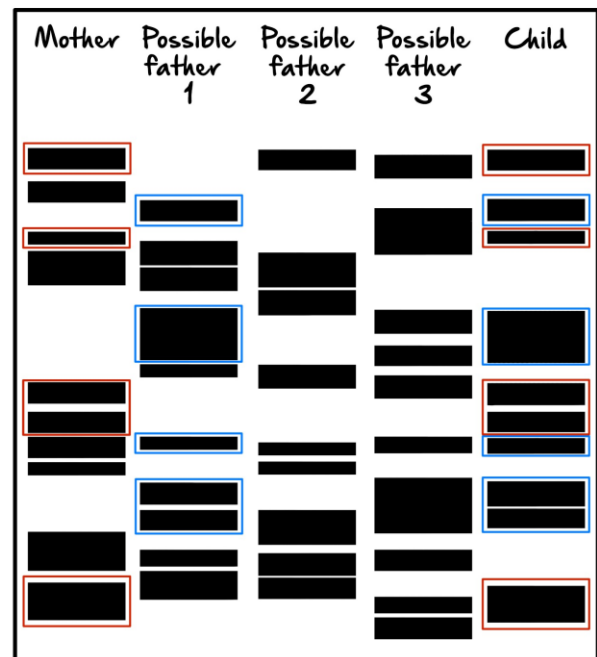 Mother
Possible
father
1
Possible
father
2
Possible
father
3
Child